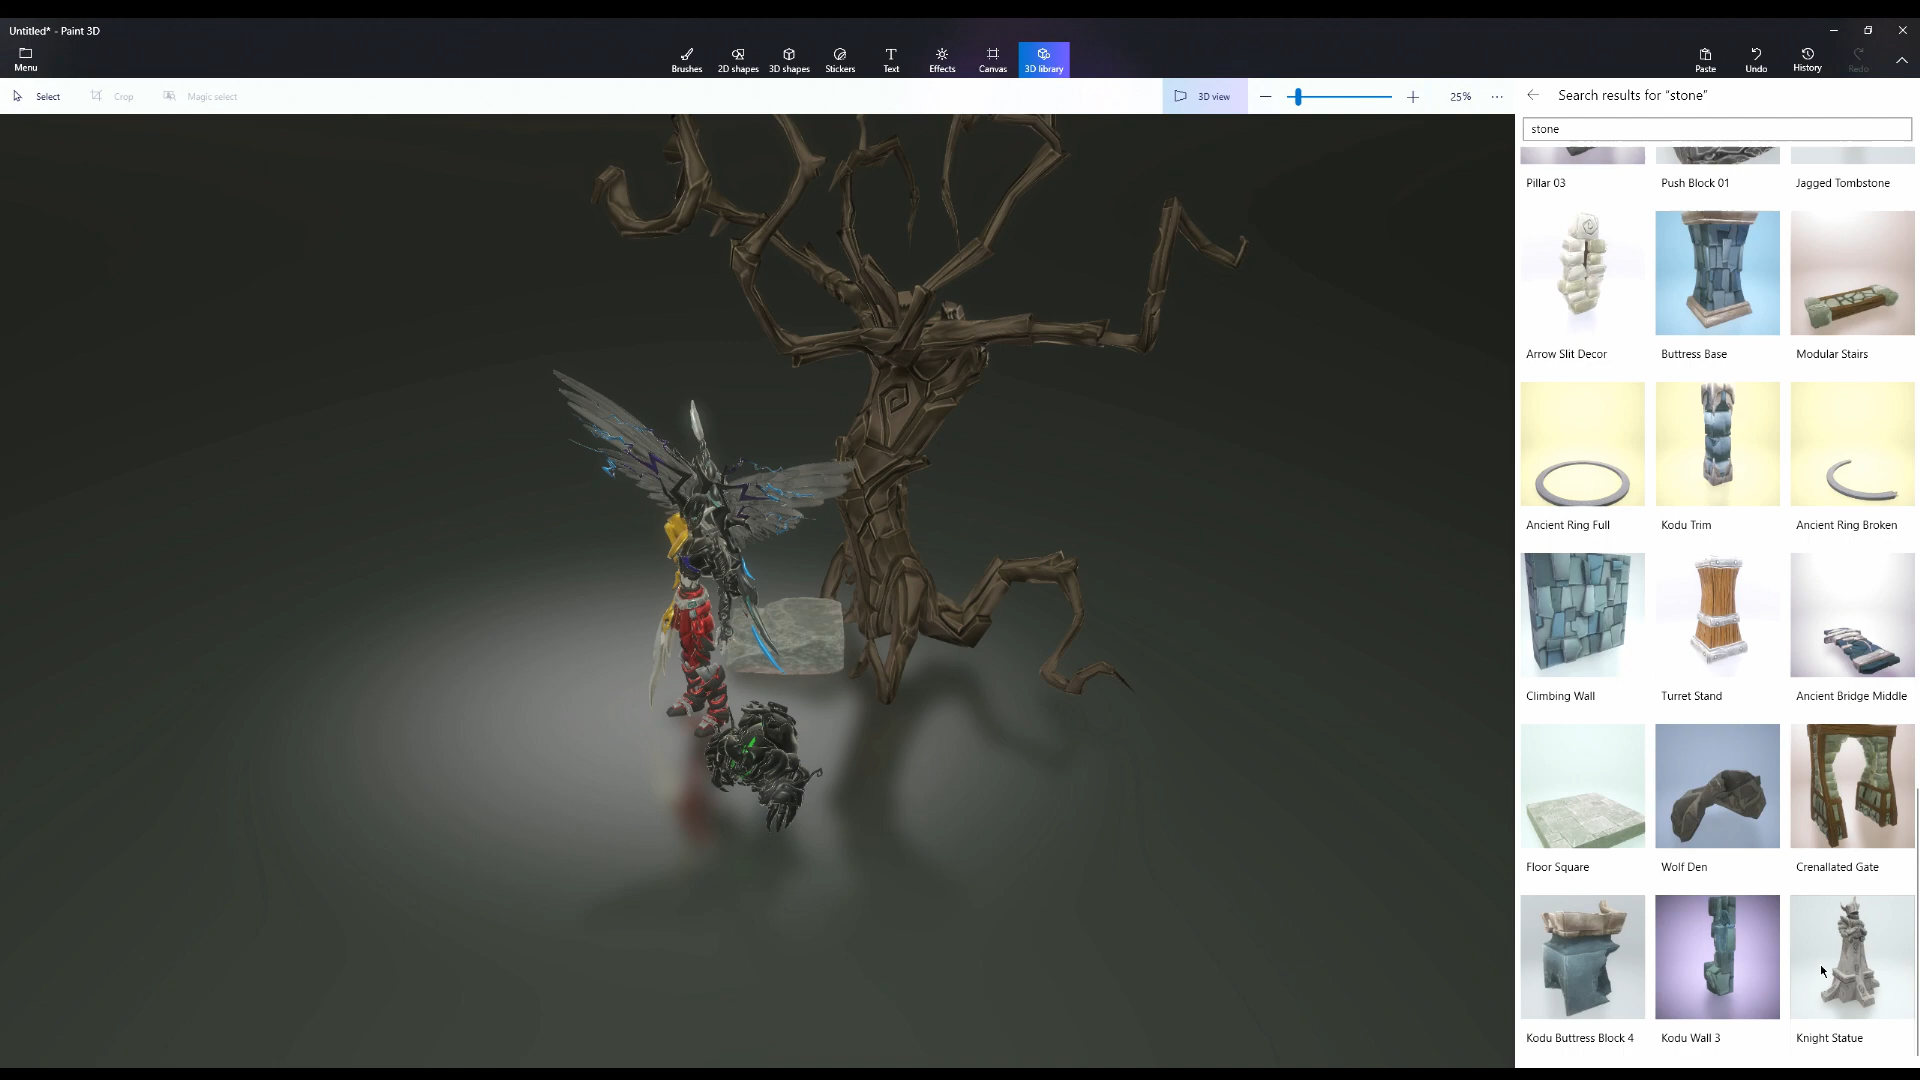 Untitled* - Paint 3D
Menu
Brushes
2D shapes
3D shapes
Stickers
Text
Effects
Canvas
3D library
Paste
Undo
History
Redo
Select
Crop
Magic select
3D view
25%
Search results for “stone”
stone
Pillar 03
Push Block 01
Jagged Tombstone
Arrow Slit Decor
Buttress Base
Modular Stairs
Ancient Ring Full
Kodu Trim
Ancient Ring Broken
Climbing Wall
Turret Stand
Ancient Bridge Middle
Floor Square
Wolf Den
Crenallated Gate
Kodu Buttress Block 4
Kodu Wall 3
Knight Statue